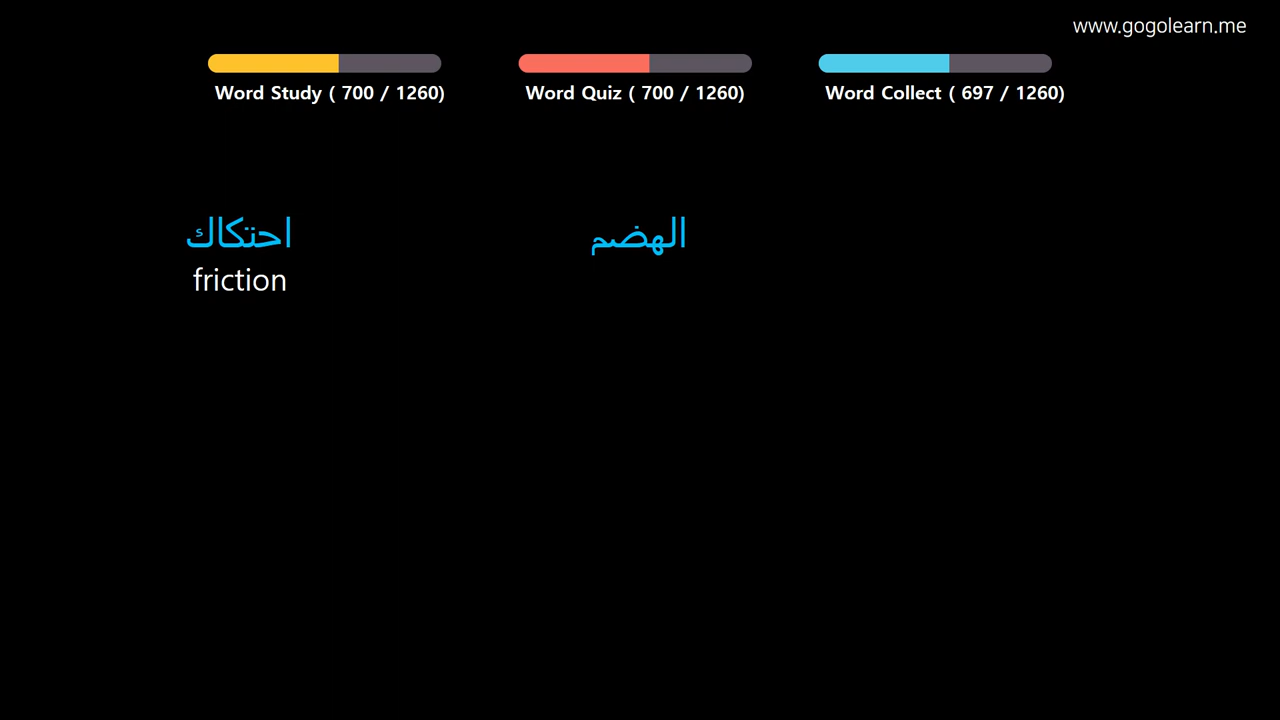 www.gogolearn.me
Word Study ( 700 / 1260)
Word Quiz ( 700 / 1260)
Word Collect ( 697 / 1260)
احتكاك
friction
الهضم